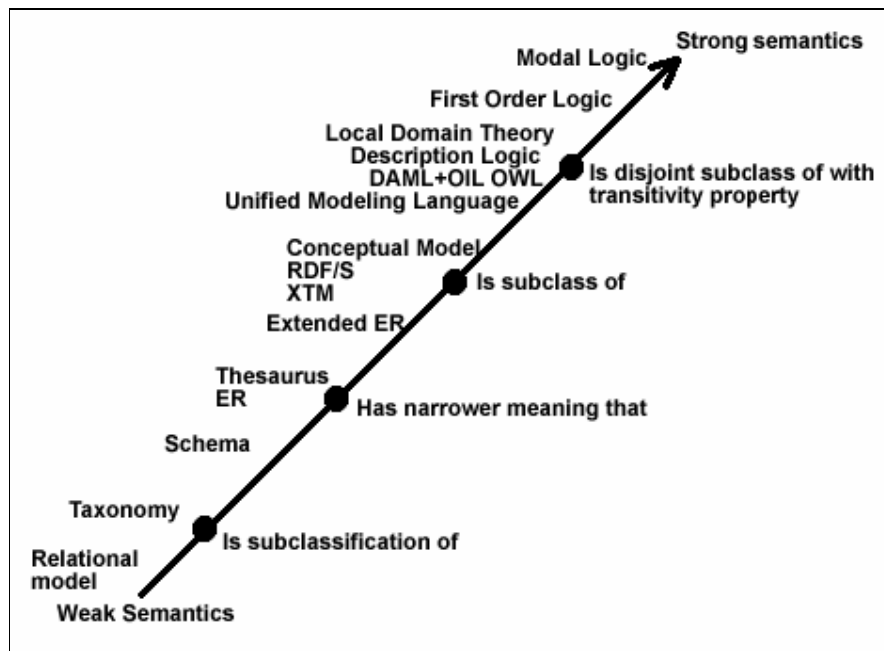 Strong semantics
Modal Logic
First Order Logic
Local Domain Theory
Description Logic
DAML+OIL OWL
Is disjoint subclass of with
transitivity property
Unified Modeling Language
Conceptual Model
RDF/S
XTM
Is subclass of
Extended ER
Thesaurus
ER
Has narrower meaning that
Schema
Taxonomy
Is subclassification of
Relational
model
Weak Semantics